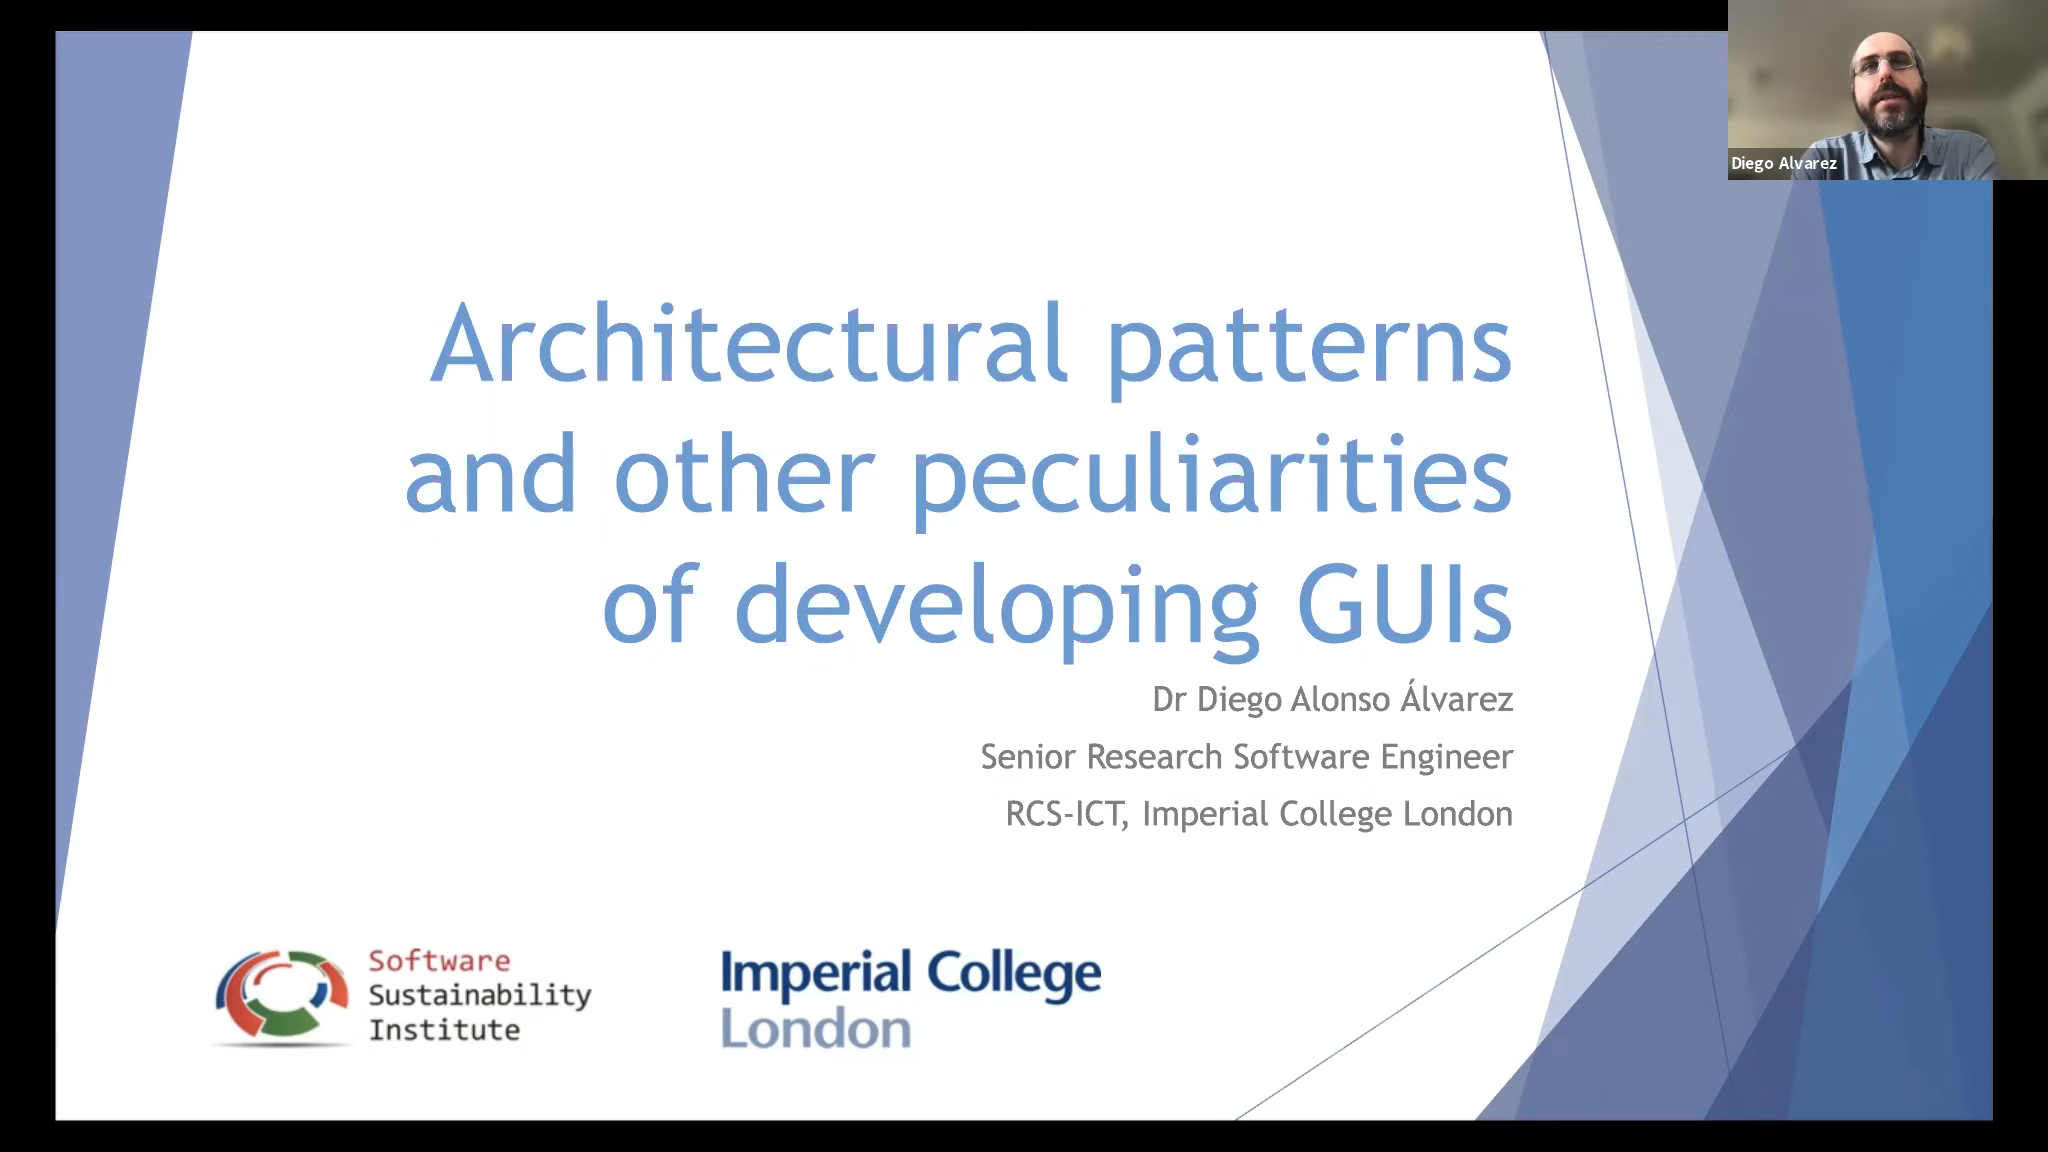 Diego Alvarez
Architectural patterns
and other peculiarities
of developing GUIs
Dr Diego Alonso Álvarez
Senior Research Software Engineer
RCS-ICT, Imperial College London
Software
Sustainability
Institute
Imperial College
London